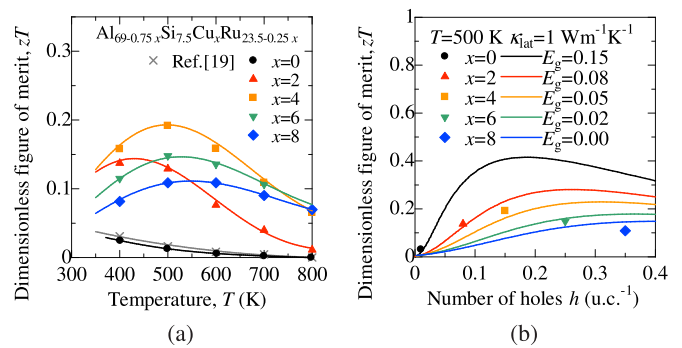 Al69-0.75 xSi7.5CuxRu23.5-0.25 x
Ref.[19]
x=0
x=2
x=4
x=6
x=8
0.3
0.2
0.1
0
300 400 500 600 700 800
Temperature, T (K)
Dimensionless figure of merit, zT
(a)
T=500 K κlat=1 Wm-1K-1
x=0 Eg=0.15
x=2 Eg=0.08
x=4 Eg=0.05
x=6 Eg=0.02
x=8 Eg=0.00
1
0.8
0.6
0.4
0.2
0
0 0.1 0.2 0.3 0.4
Number of holes h (u.c.-1)
Dimensionless figure of merit, zT
(b)